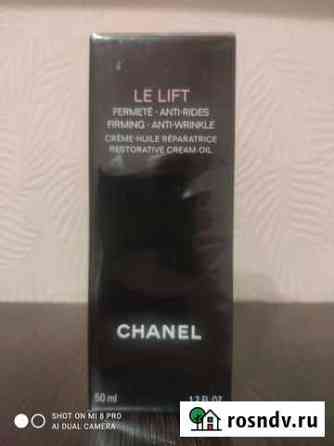 LE LIFT
FERMETÉ · ANTI-RIDES
FIRMING · ANTI-WRINKLE
CRÈME-HUILE RÉPARATRICE
RESTORATIVE CREAM-OIL
CHANEL
50 ml 1.7 FL OZ
SHOT ON MI 8 PRO
AI DUAL CAMERA
rosndv.ru